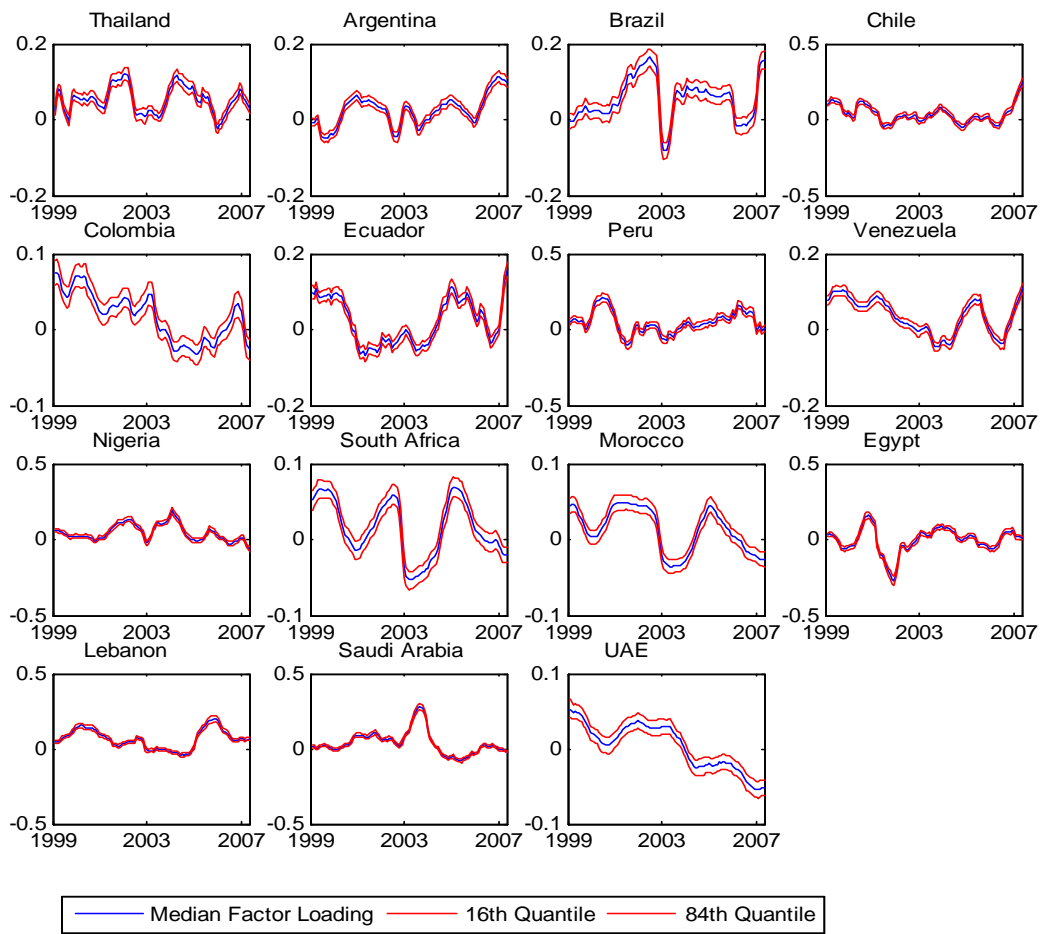 Thailand Argentina Brazil Chile
0.2 0.2 0.2 0.5
0 0 0 0
-0.2 -0.2 -0.2 -0.5
1999 2003 2007 1999 2003 2007 1999 2003 2007 1999 2003 2007
Colombia Ecuador Peru Venezuela
0.1 0.2 0.5 0.2
0 0 0 0
-0.1 -0.2 -0.5 -0.2
1999 2003 2007 1999 2003 2007 1999 2003 2007 1999 2003 2007
Nigeria South Africa Morocco Egypt
0.5 0.1 0.1 0.5
0 0 0 0
-0.5 -0.1 -0.1 -0.5
1999 2003 2007 1999 2003 2007 1999 2003 2007 1999 2003 2007
Lebanon Saudi Arabia UAE
0.5 0.5 0.1
0 0 0
-0.5 -0.5 -0.1
1999 2003 2007 1999 2003 2007 1999 2003 2007
Median Factor Loading 16th Quantile 84th Quantile